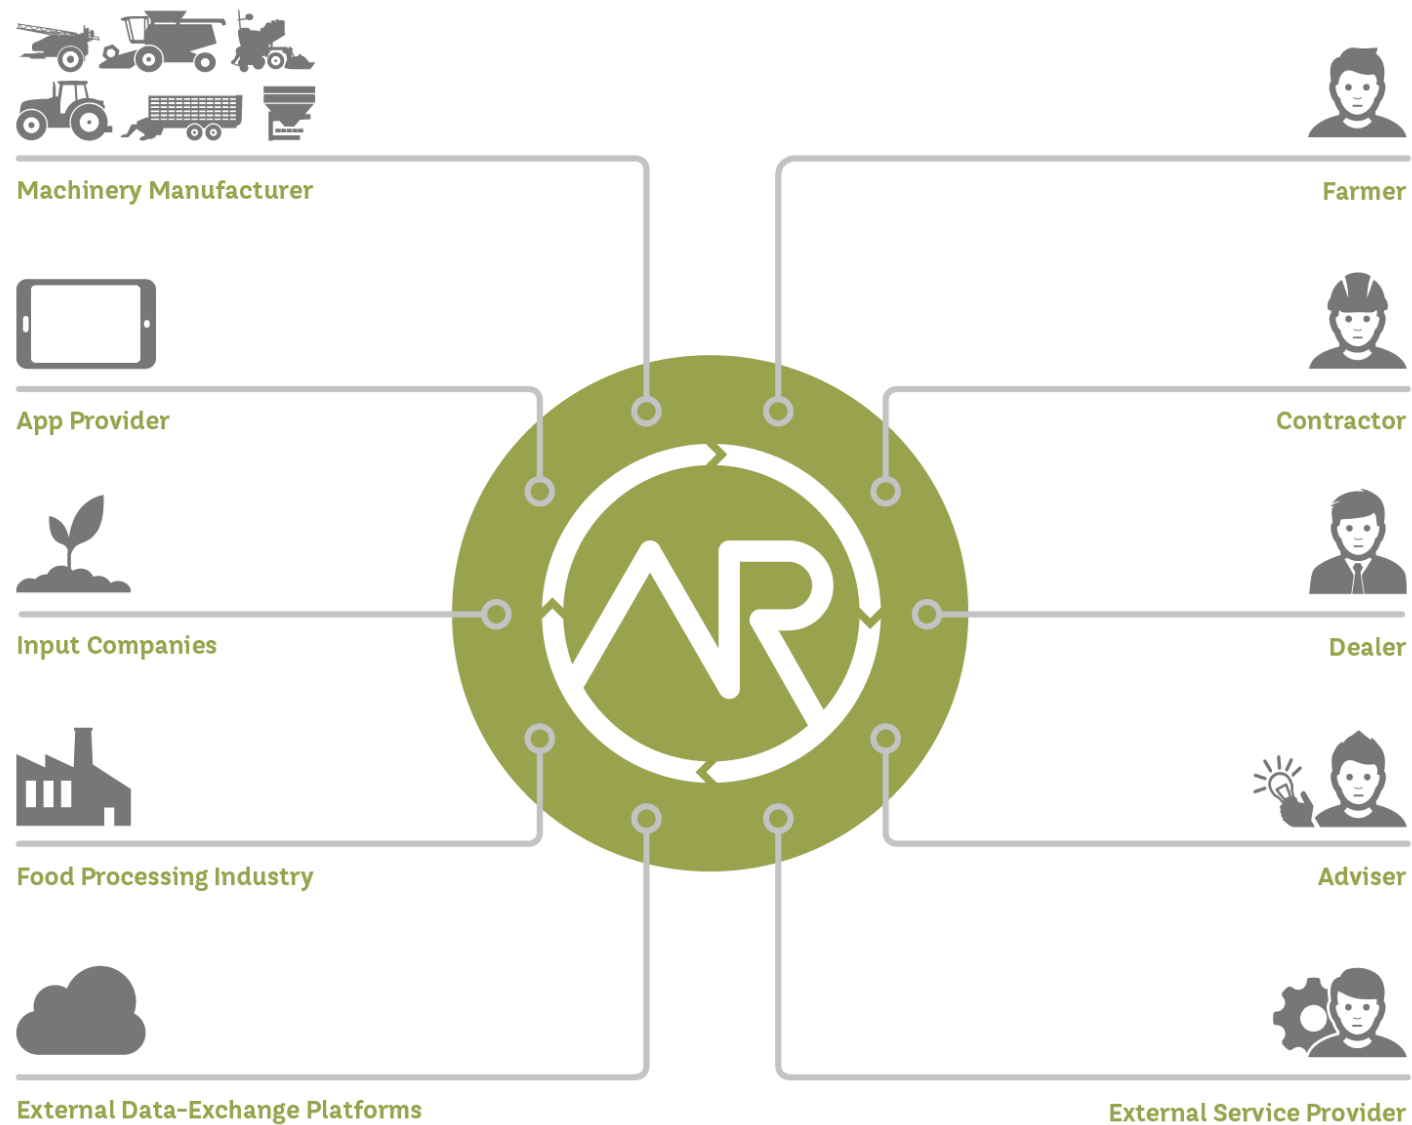 Machinery Manufacturer
Farmer
App Provider
Contractor
Input Companies
Dealer
Food Processing Industry
Adviser
External Data-Exchange Platforms
External Service Provider
AR